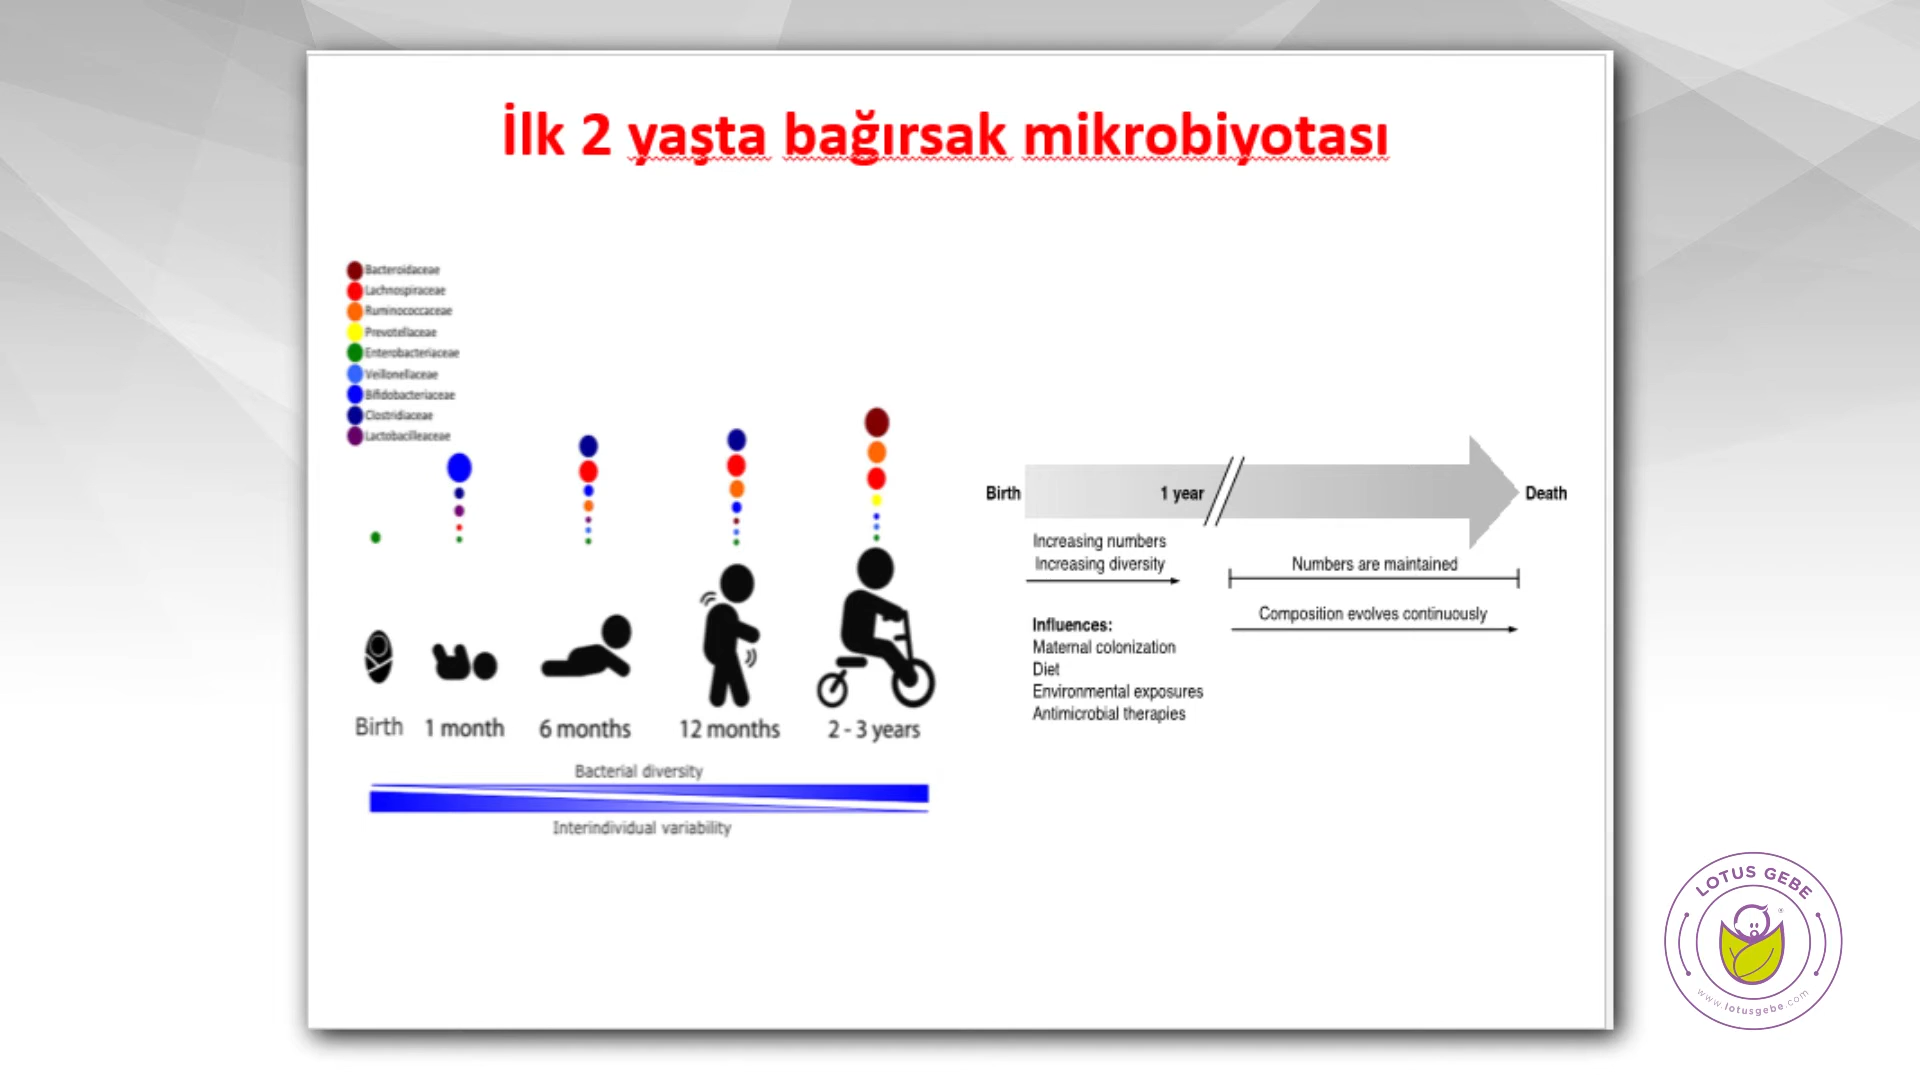 İlk 2 yaşta bağırsak mikrobiyotası
Bacteroidaceae
Lachnospiraceae
Ruminococcaceae
Prevotellaceae
Enterobacteriaceae
Veillonellaceae
Bifidobacteriaceae
Clostridiaceae
Lactobacilleaceae
Birth
1 month
6 months
12 months
2 - 3 years
Bacterial diversity
Interindividual variability
Birth
1 year
Death
Increasing numbers
Increasing diversity
Numbers are maintained
Composition evolves continuously
Influences:
Maternal colonization
Diet
Environmental exposures
Antimicrobial therapies
LOTUS GEBE
®
www.lotusgebe.com